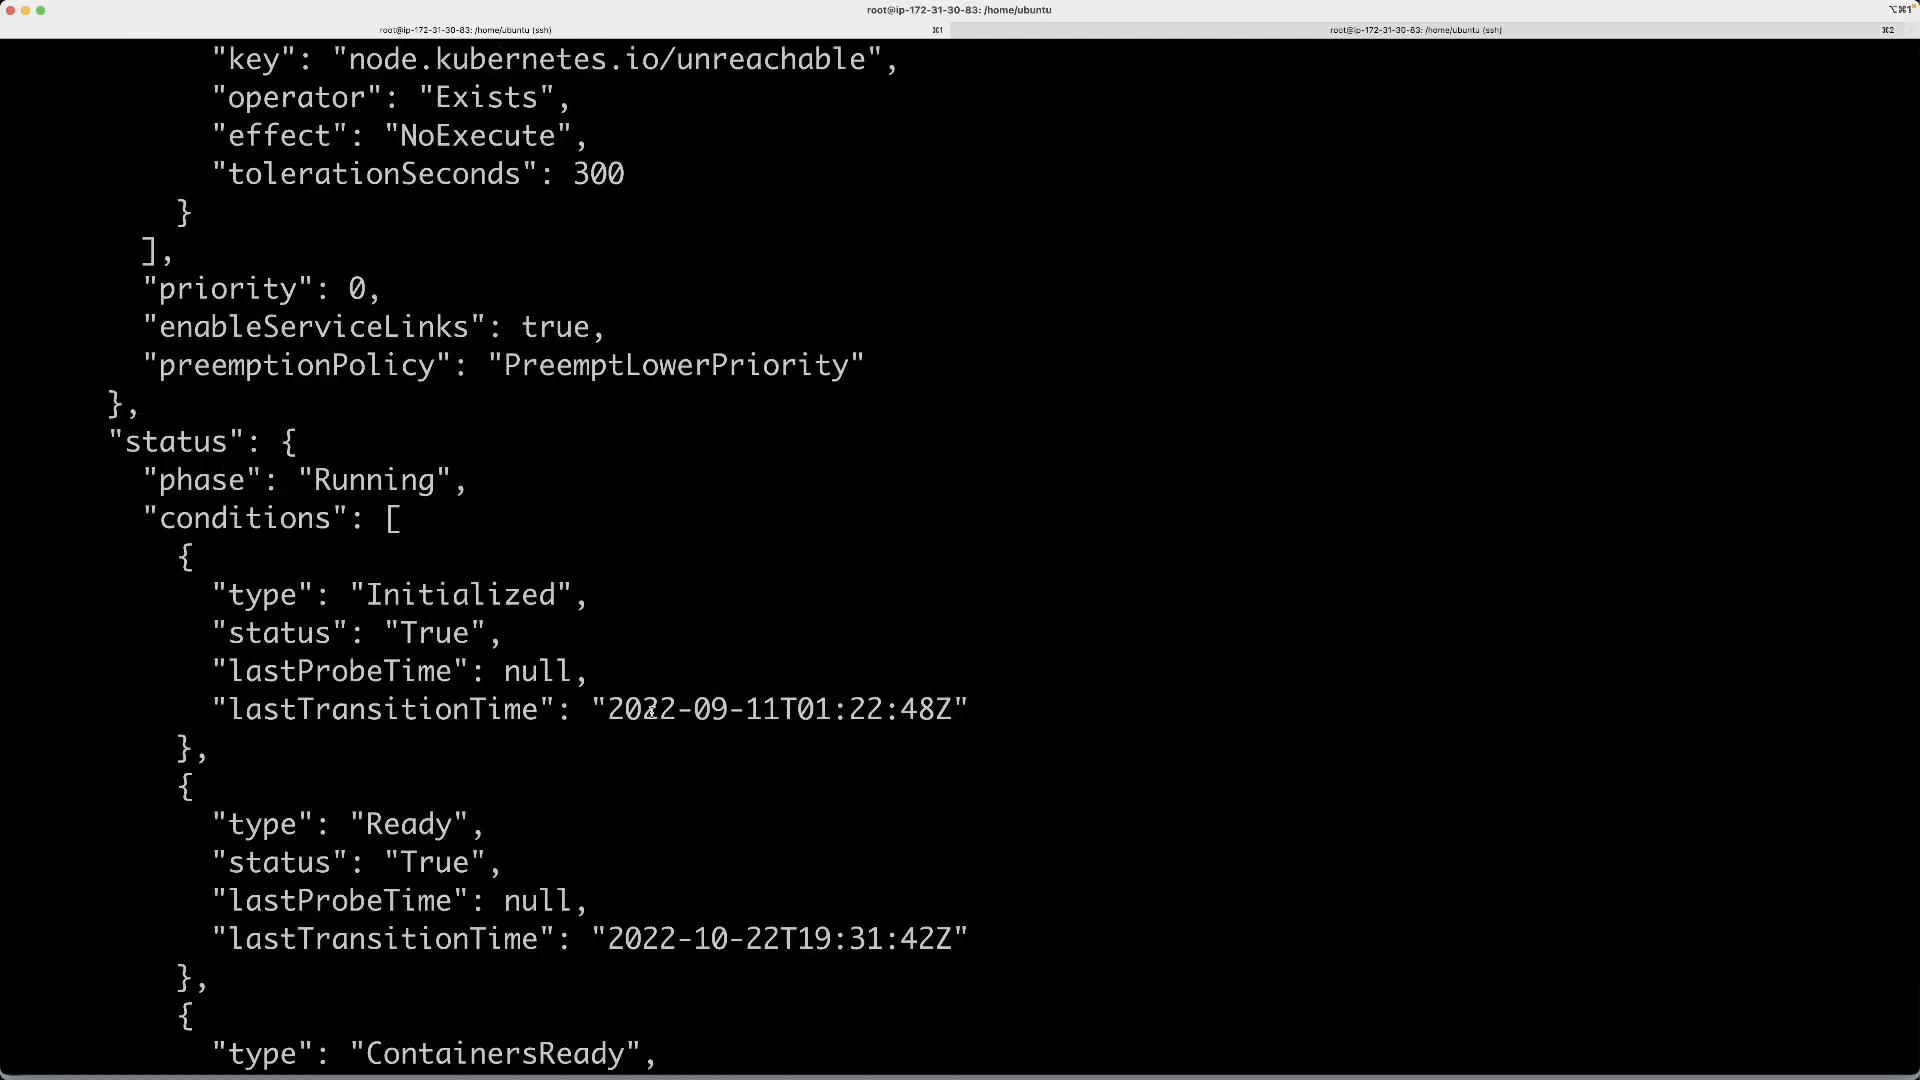 root@ip-172-31-30-83: /home/ubuntu
⌥⌘1
root@ip-172-31-30-83: /home/ubuntu (ssh)
⌘1
root@ip-172-31-30-83: /home/ubuntu (ssh)
⌘2
"key": "node.kubernetes.io/unreachable",
"operator": "Exists",
"effect": "NoExecute",
"tolerationSeconds": 300
}
],
"priority": 0,
"enableServiceLinks": true,
"preemptionPolicy": "PreemptLowerPriority"
},
"status": {
"phase": "Running",
"conditions": [
{
"type": "Initialized",
"status": "True",
"lastProbeTime": null,
"lastTransitionTime": "2022-09-11T01:22:48Z"
},
{
"type": "Ready",
"status": "True",
"lastProbeTime": null,
"lastTransitionTime": "2022-10-22T19:31:42Z"
},
{
"type": "ContainersReady",